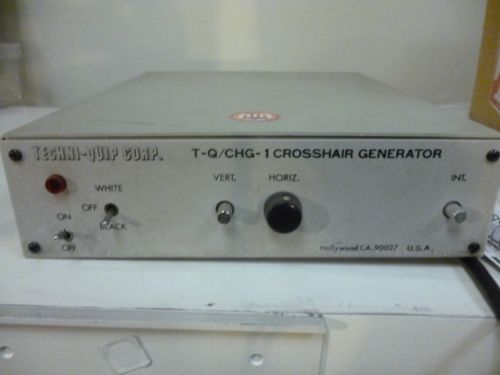 TECHNI-QUIP CORP.
T-Q/CHG-1 CROSSHAIR GENERATOR
WHITE
VERT.
HORIZ.
INT.
OFF
ON
BLACK
OFF
Hollywood CA. 90027 U.S.A.